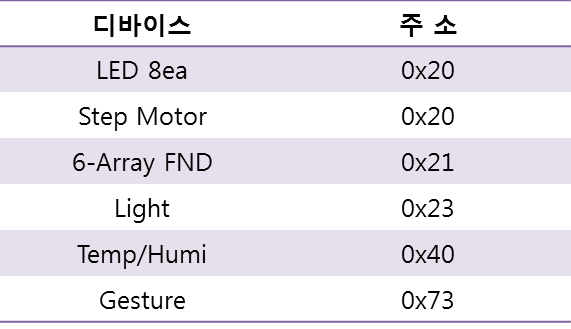 디바이스 주 소
LED 8ea 0x20
Step Motor 0x20
6-Array FND 0x21
Light 0x23
Temp/Humi 0x40
Gesture 0x73